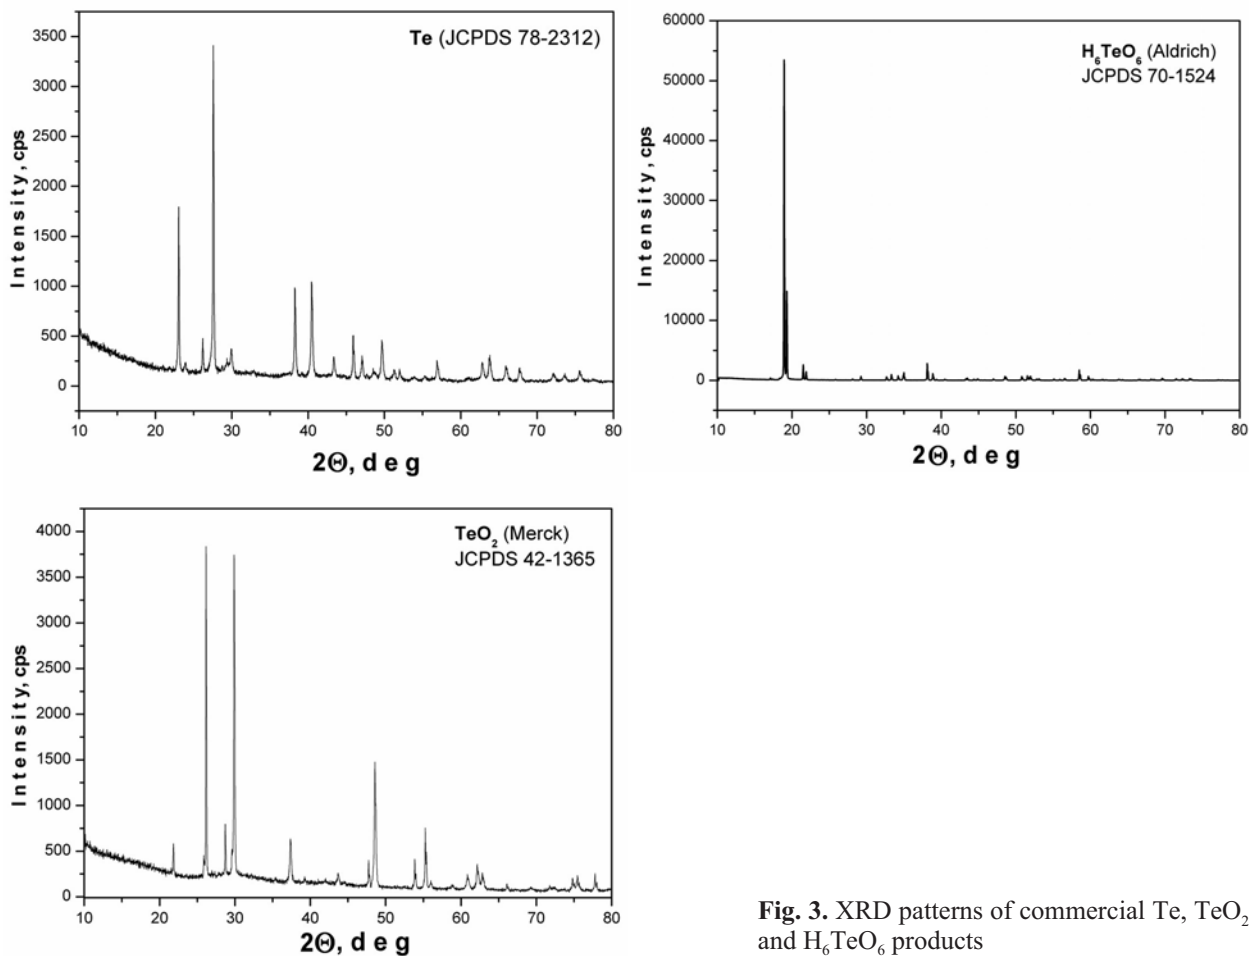 Te (JCPDS 78-2312)
3500
3000
2500
2000
1500
1000
500
0
Intensity, cps
10 20 30 40 50 60 70 80
2Θ, deg
H₆TeO₆ (Aldrich)
JCPDS 70-1524
60000
50000
40000
30000
20000
10000
0
Intensity, cps
10 20 30 40 50 60 70 80
2Θ, deg
TeO₂ (Merck)
JCPDS 42-1365
4000
3500
3000
2500
2000
1500
1000
500
0
Intensity, cps
10 20 30 40 50 60 70 80
2Θ, deg
Fig. 3. XRD patterns of commercial Te, TeO₂
and H₆TeO₆ products